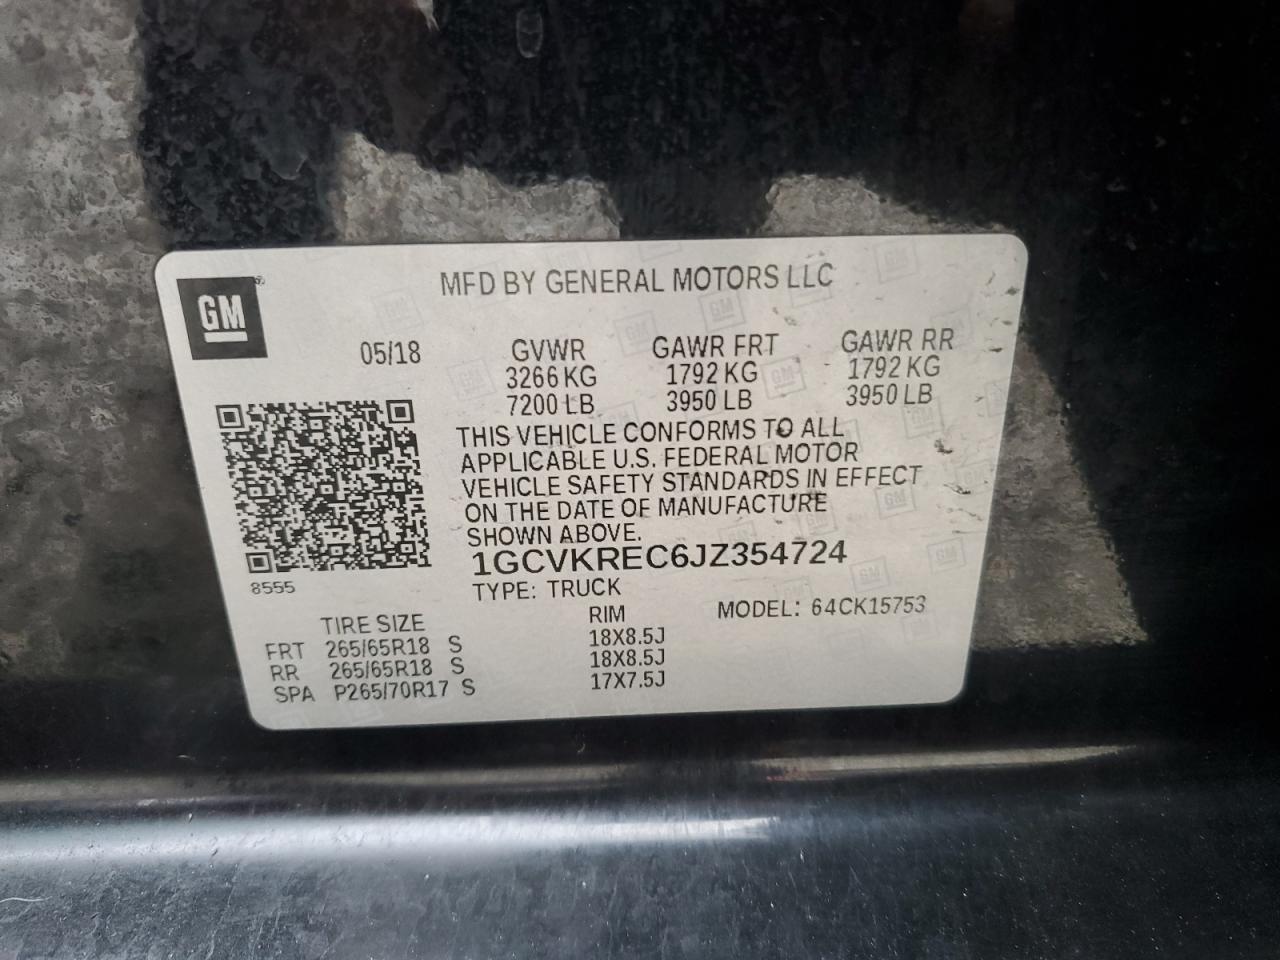 GM
MFD BY GENERAL MOTORS LLC
05/18 GVWR GAWR FRT GAWR RR
3266 KG 1792 KG 1792 KG
7200 LB 3950 LB 3950 LB
THIS VEHICLE CONFORMS TO ALL
APPLICABLE U.S. FEDERAL MOTOR
VEHICLE SAFETY STANDARDS IN EFFECT
ON THE DATE OF MANUFACTURE
SHOWN ABOVE.
1GCVKREC6JZ354724
8555
TYPE: TRUCK
MODEL: 64CK15753
TIRE SIZE RIM
FRT 265/65R18 S 18X8.5J
RR 265/65R18 S 18X8.5J
SPA P265/70R17 S 17X7.5J